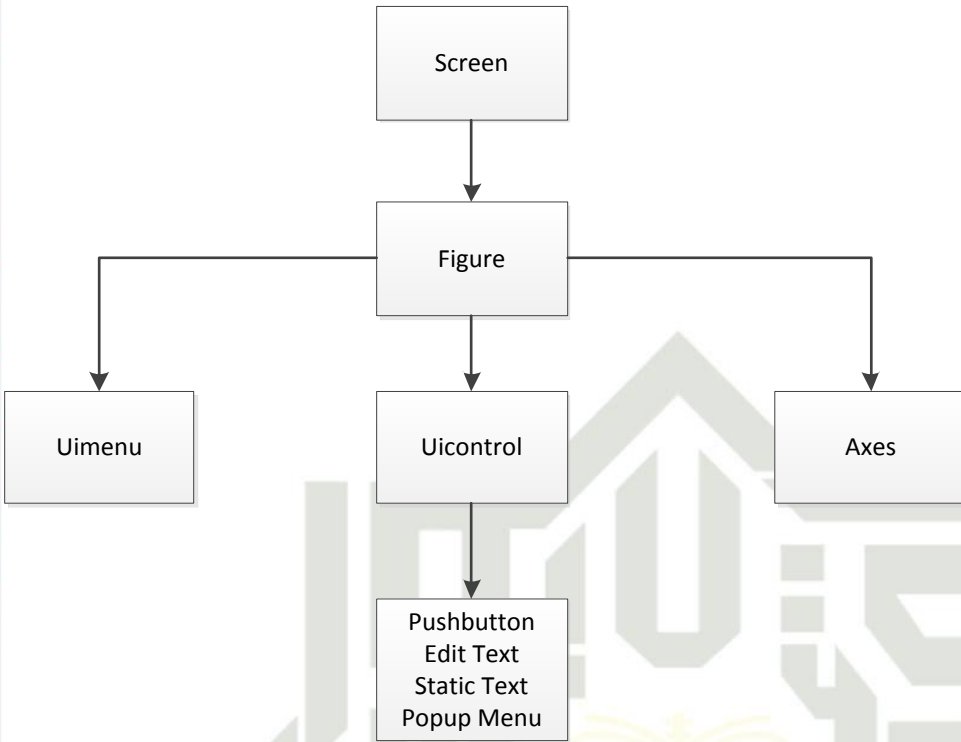 Screen
Figure
Uimenu
Uicontrol
Axes
Pushbutton
Edit Text
Static Text
Popup Menu